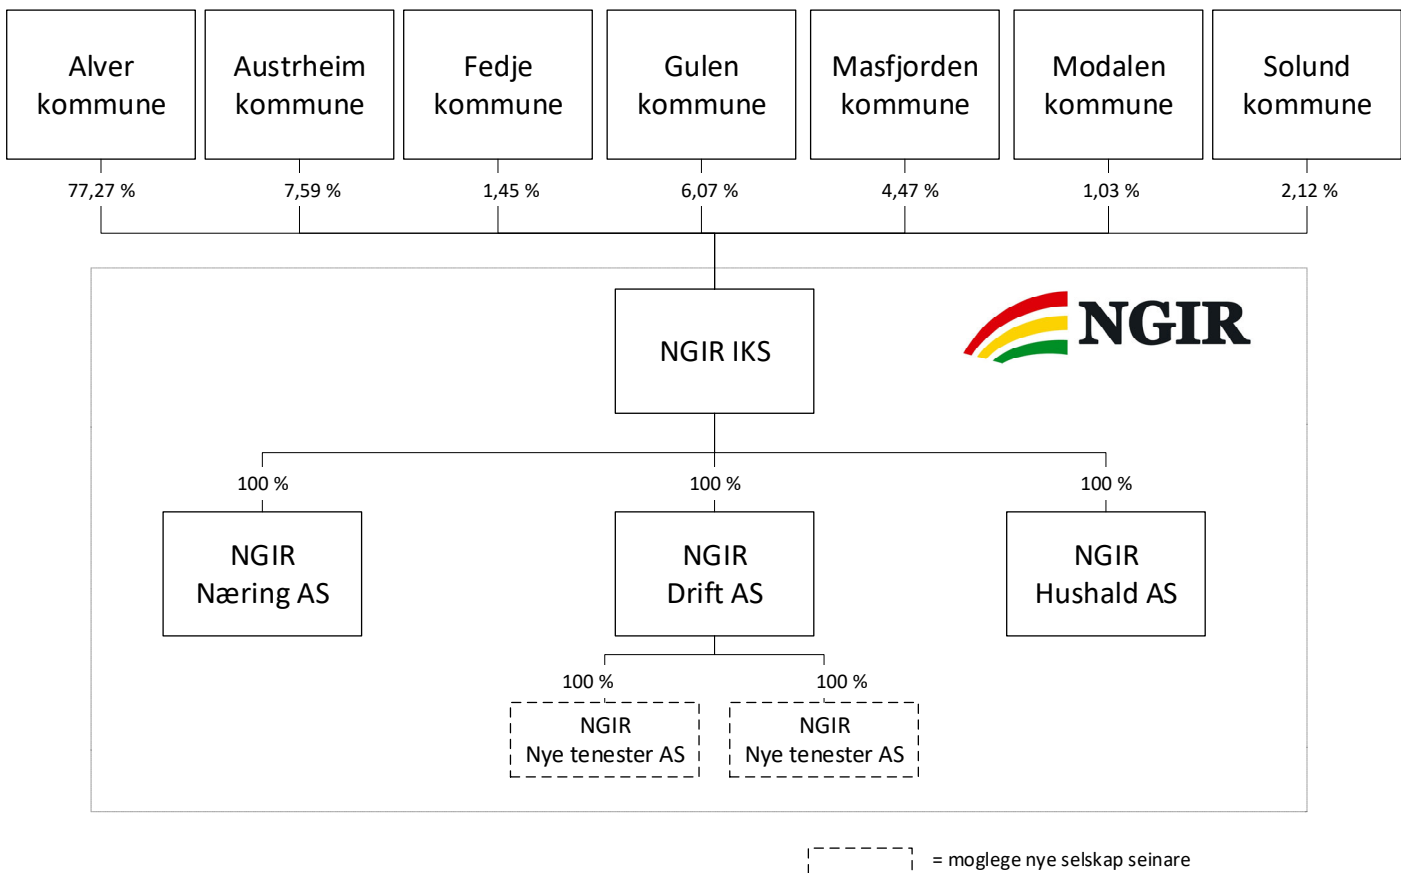 Alver
kommune
Austrheim
kommune
Fedje
kommune
Gulen
kommune
Masfjorden
kommune
Modalen
kommune
Solund
kommune
77,27 %
7,59 %
1,45 %
6,07 %
4,47 %
1,03 %
2,12 %
NGIR IKS
NGIR
100 %
100 %
100 %
NGIR
Næring AS
NGIR
Drift AS
NGIR
Hushald AS
100 %
100 %
NGIR
Nye tenester AS
NGIR
Nye tenester AS
= moglege nye selskap seinare